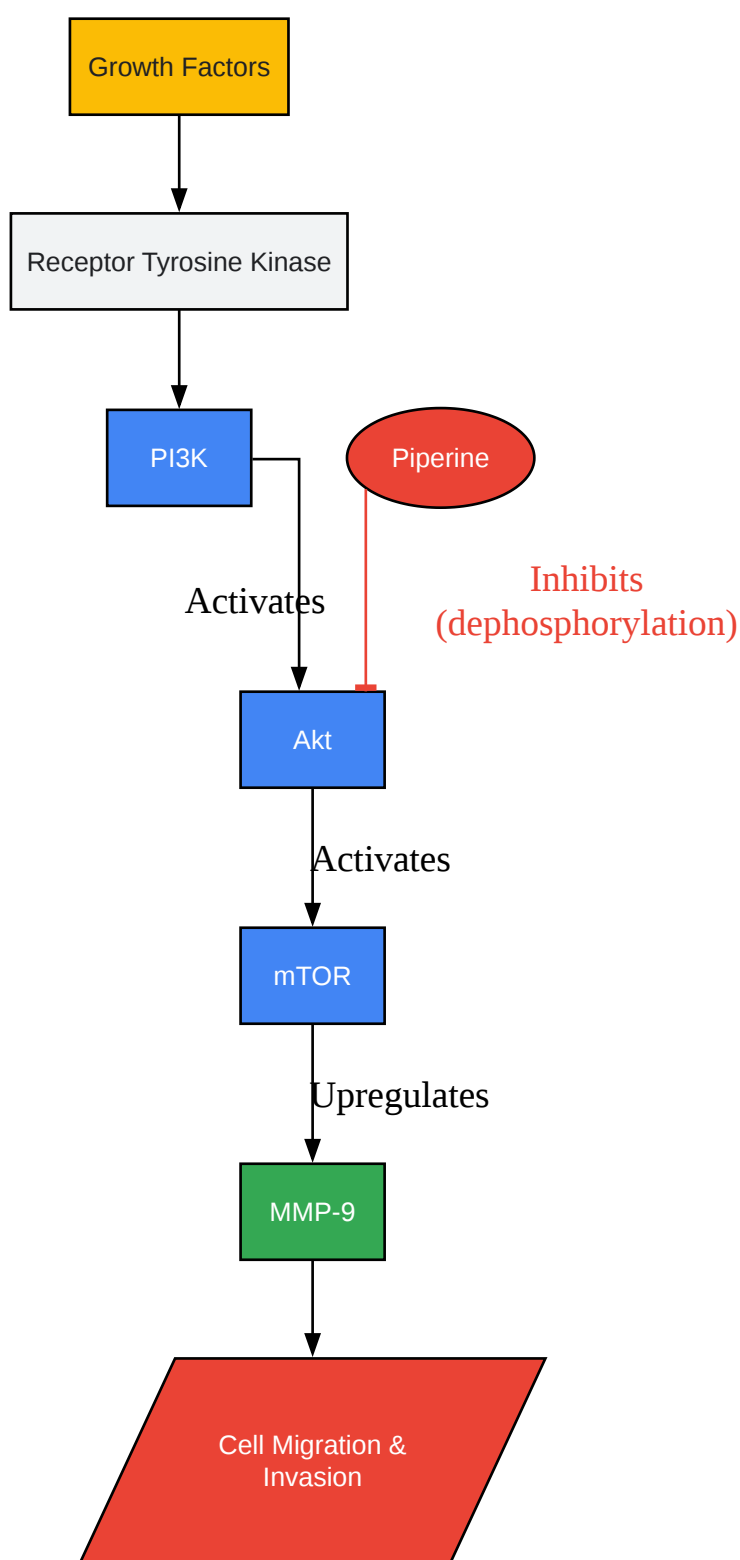 Growth Factors
Receptor Tyrosine Kinase
PI3K
Piperine
Activates
Inhibits
(dephosphorylation)
Akt
Activates
mTOR
Upregulates
MMP-9
Cell Migration &
Invasion